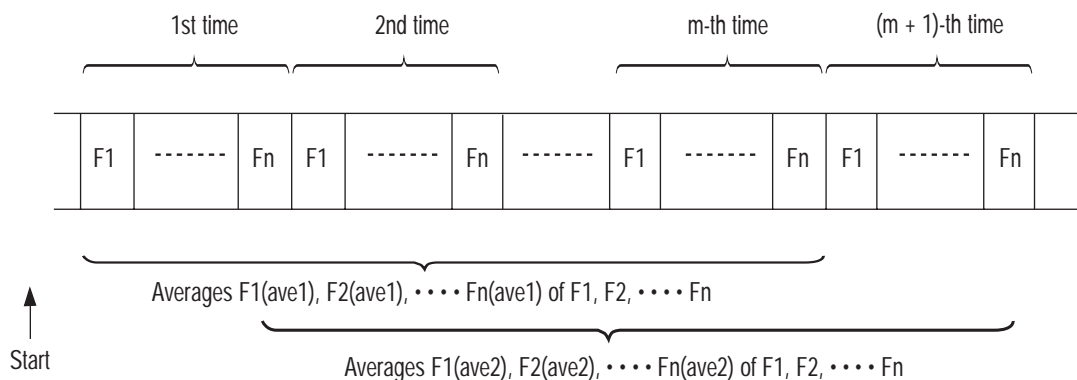 1st time 2nd time m-th time (m + 1)-th time
F1 ------- Fn F1 ------- Fn ------- F1 ------- Fn F1 ------- Fn
Averages F1(ave1), F2(ave1), ···· Fn(ave1) of F1, F2, ···· Fn
Start
Averages F1(ave2), F2(ave2), ···· Fn(ave2) of F1, F2, ···· Fn